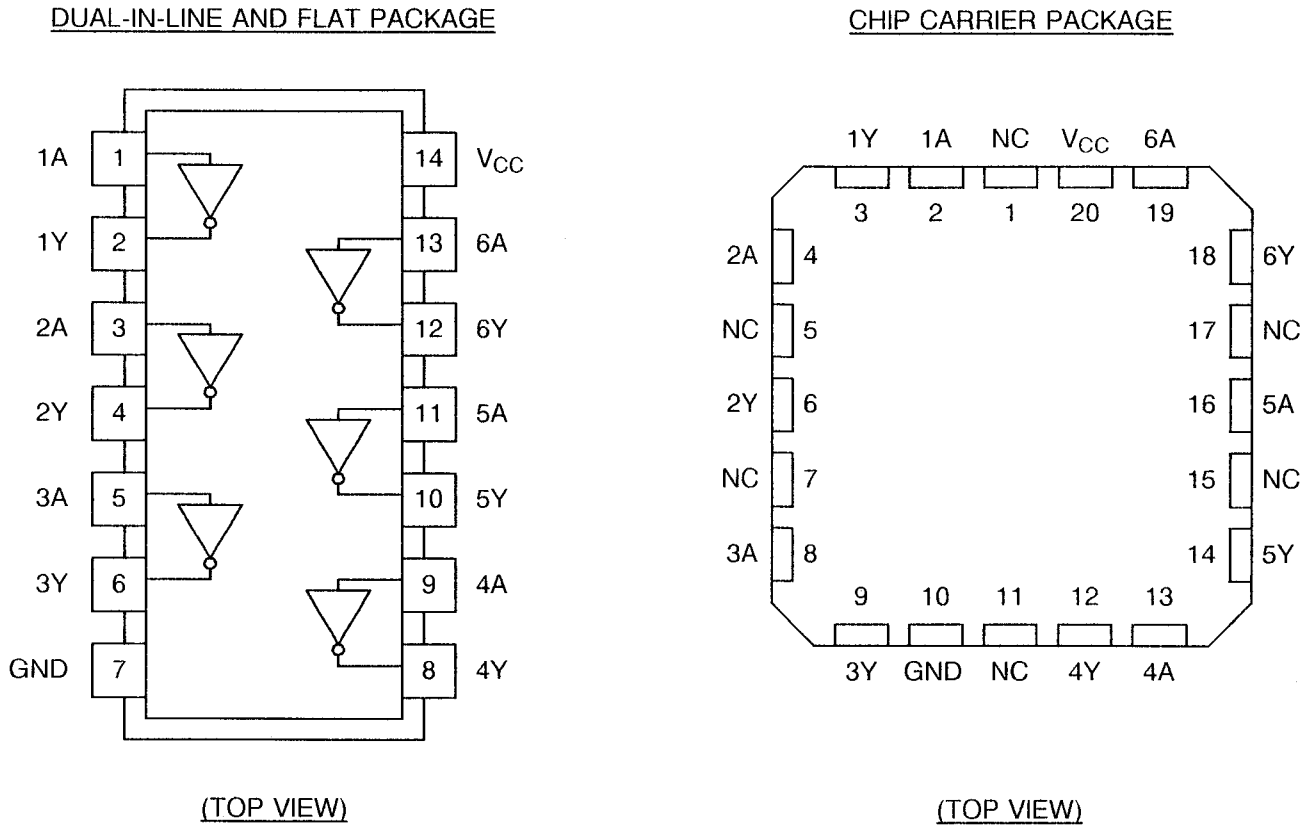 DUAL-IN-LINE AND FLAT PACKAGE
1A 1 14 VCC
1Y 2 13 6A
2A 3 12 6Y
2Y 4 11 5A
3A 5 10 5Y
3Y 6 9 4A
GND 7 8 4Y
(TOP VIEW)
CHIP CARRIER PACKAGE
1Y 1A NC VCC 6A
3 2 1 20 19
2A 4 18 6Y
NC 5 17 NC
2Y 6 16 5A
NC 7 15 NC
3A 8 14 5Y
9 10 11 12 13
3Y GND NC 4Y 4A
(TOP VIEW)